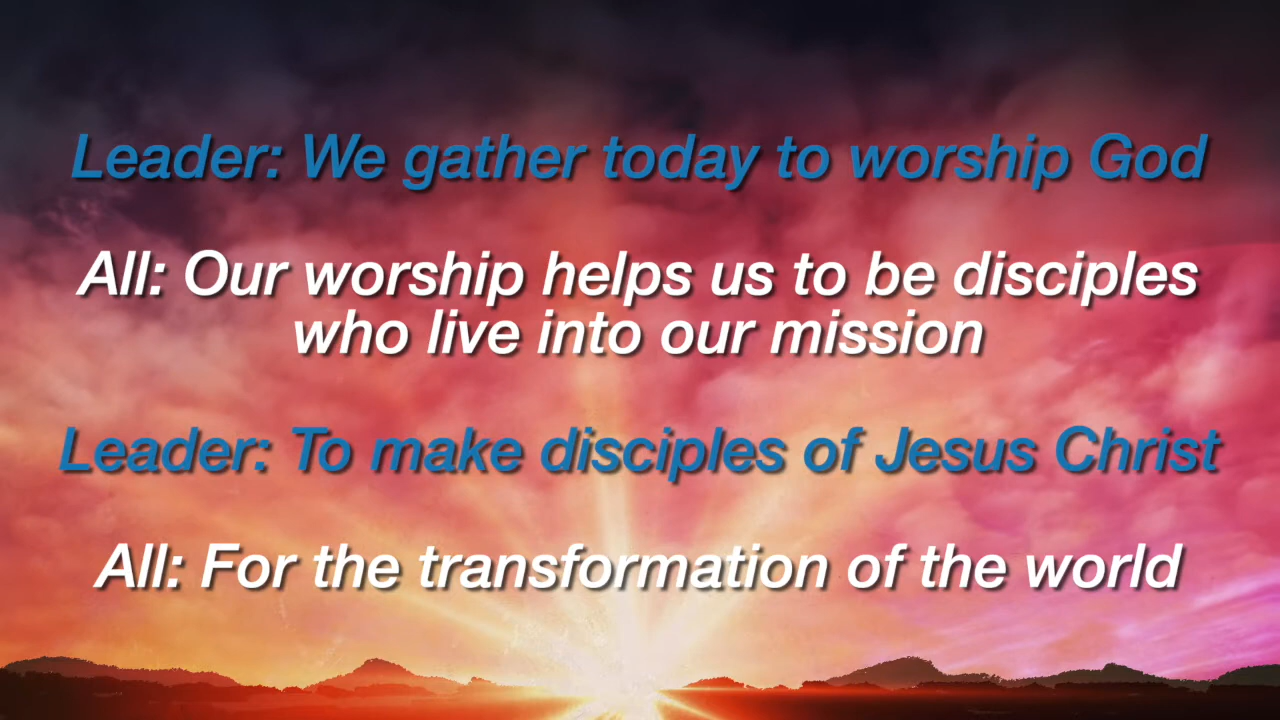 Leader: We gather today to worship God
All: Our worship helps us to be disciples
who live into our mission
Leader: To make disciples of Jesus Christ
All: For the transformation of the world